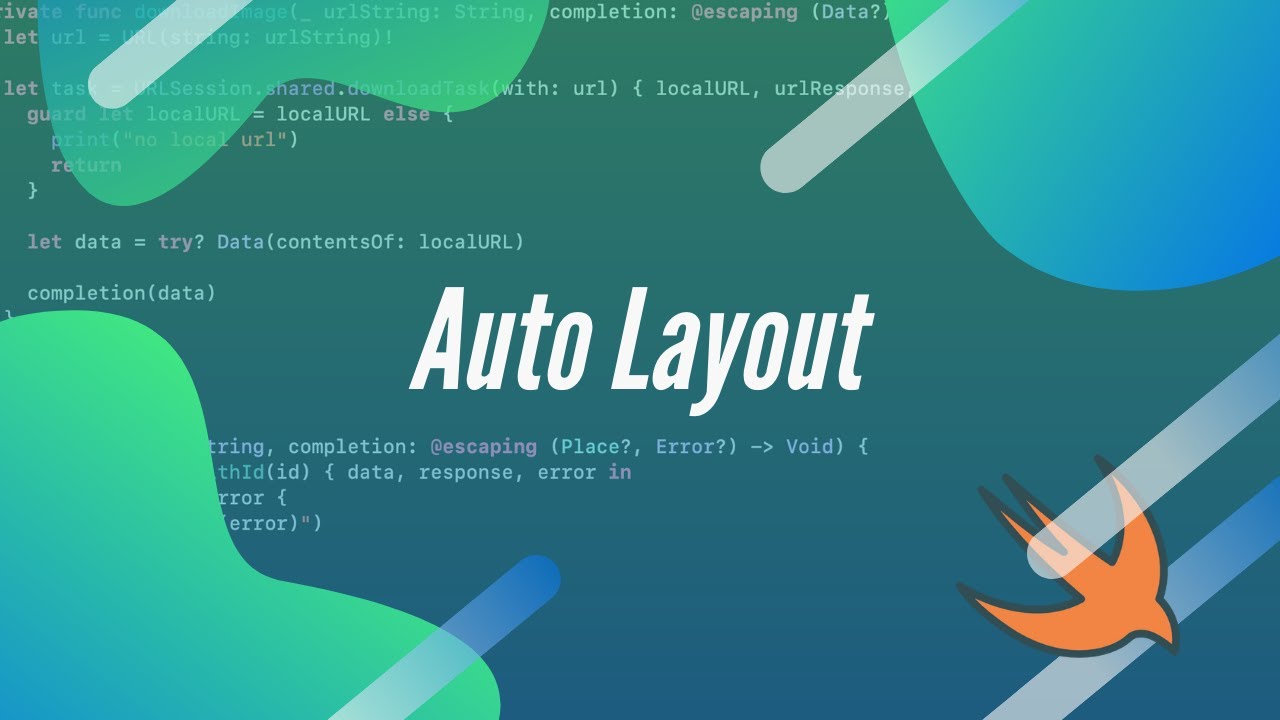 rivate func downloadImage(_ urlString: String, completion: @escaping (Data?)
let url = URL(string: urlString)!
let task = URLSession.shared.downloadTask(with: url) { localURL, urlResponse,
guard let localURL = localURL else {
print("no local url")
return
}
let data = try? Data(contentsOf: localURL)
completion(data)
}
Auto Layout
tring, completion: @escaping (Place?, Error?) -> Void) {
thId(id) { data, response, error in
rror {
(error)")